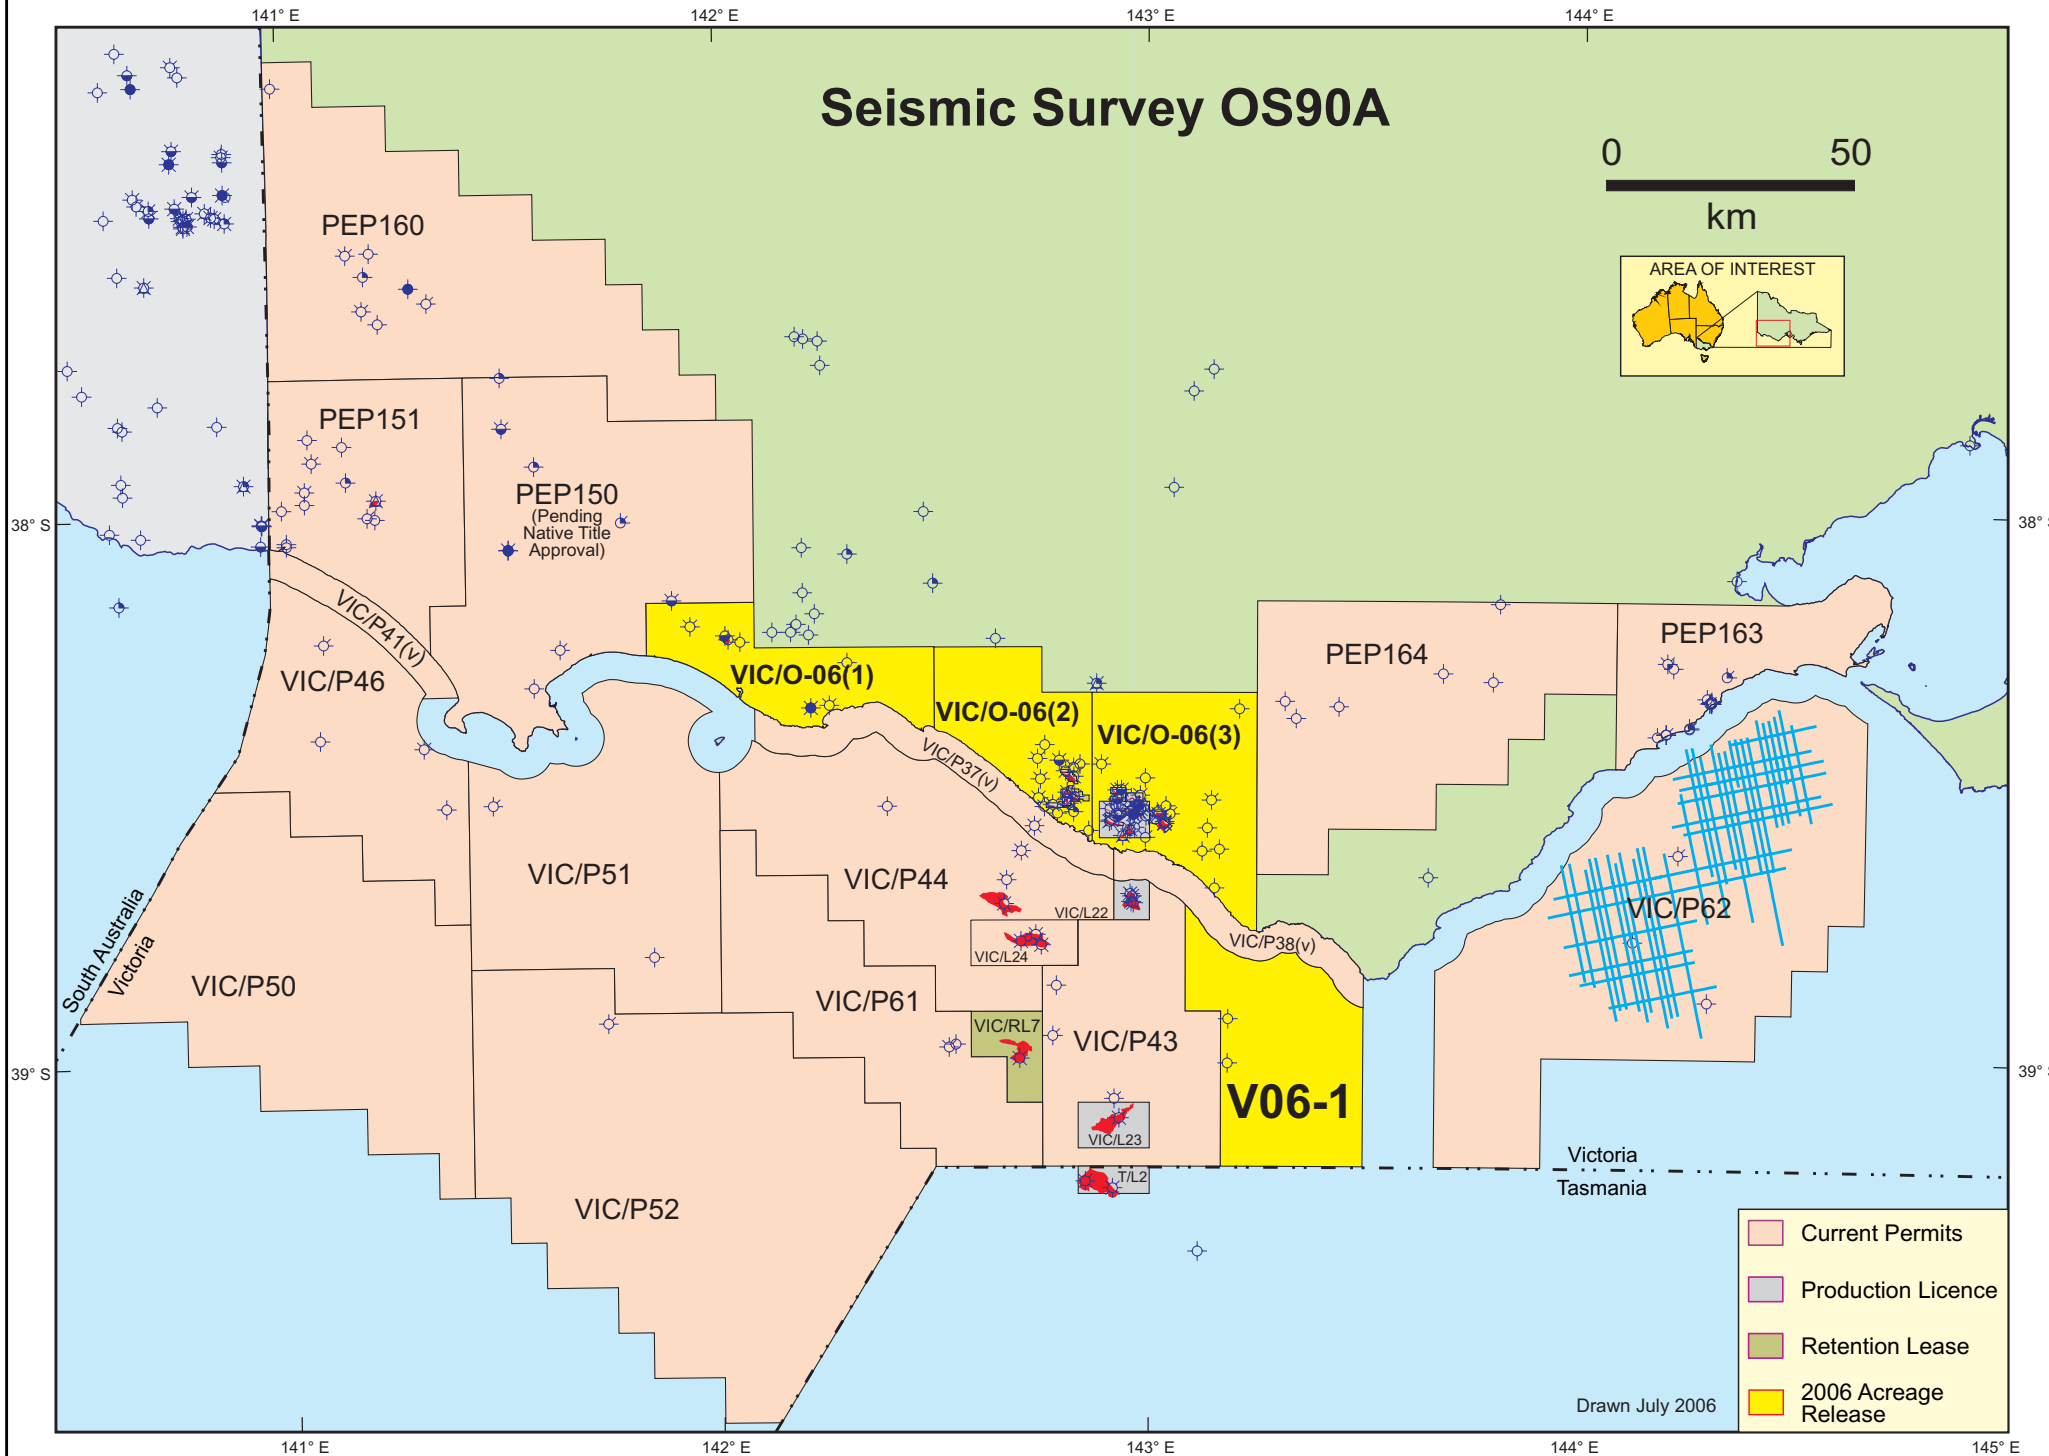 141° E
142° E
143° E
144° E
Seismic Survey OS90A
0
50
km
AREA OF INTEREST
PEP160
PEP151
PEP150
(Pending
Native Title
Approval)
38° S
38° S
VIC/P41(v)
VIC/P46
VIC/O-06(1)
VIC/O-06(2)
VIC/O-06(3)
PEP164
PEP163
VIC/P37(v)
VIC/P51
VIC/P44
VIC/L22
VIC/P62
VIC/P38(v)
VIC/L24
South Australia
Victoria
VIC/P50
VIC/P61
VIC/RL7
VIC/P43
39° S
39° S
V06-1
VIC/L23
T/L2
Victoria
Tasmania
VIC/P52
Current Permits
Production Licence
Retention Lease
2006 Acreage
Release
Drawn July 2006
141° E
142° E
143° E
144° E
145° E